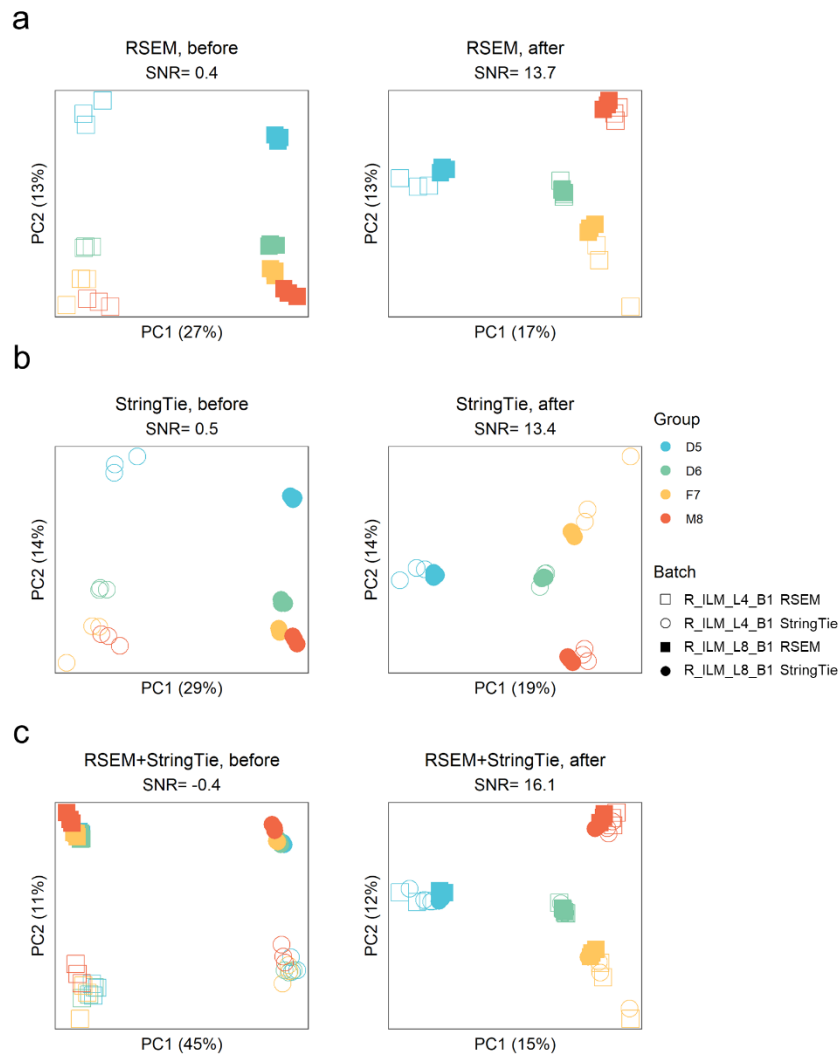 a
RSEM, before
SNR= 0.4
RSEM, after
SNR= 13.7
PC2 (13%)
PC1 (27%)
PC2 (13%)
PC1 (17%)
b
StringTie, before
SNR= 0.5
StringTie, after
SNR= 13.4
PC2 (14%)
PC1 (29%)
PC2 (14%)
PC1 (19%)
Group
D5
D6
F7
M8
Batch
R_ILM_L4_B1 RSEM
R_ILM_L4_B1 StringTie
R_ILM_L8_B1 RSEM
R_ILM_L8_B1 StringTie
c
RSEM+StringTie, before
SNR= -0.4
RSEM+StringTie, after
SNR= 16.1
PC2 (11%)
PC1 (45%)
PC2 (12%)
PC1 (15%)